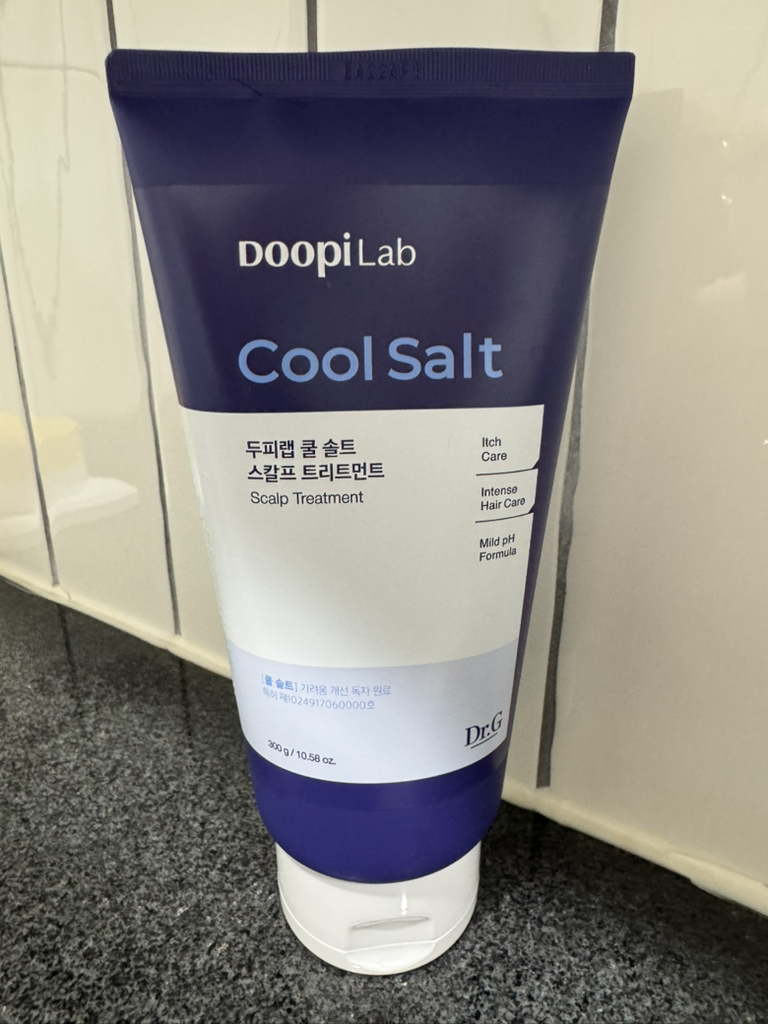 Doopi Lab
Cool Salt
두피랩 쿨 솔트
스칼프 트리트먼트
Scalp Treatment
Itch
Care
Intense
Hair Care
Mild pH
Formula
[쿨 솔트] 가려움 개선 독자 원료
특허 제1024917060000호
300 g / 10.58 oz.
Dr.G